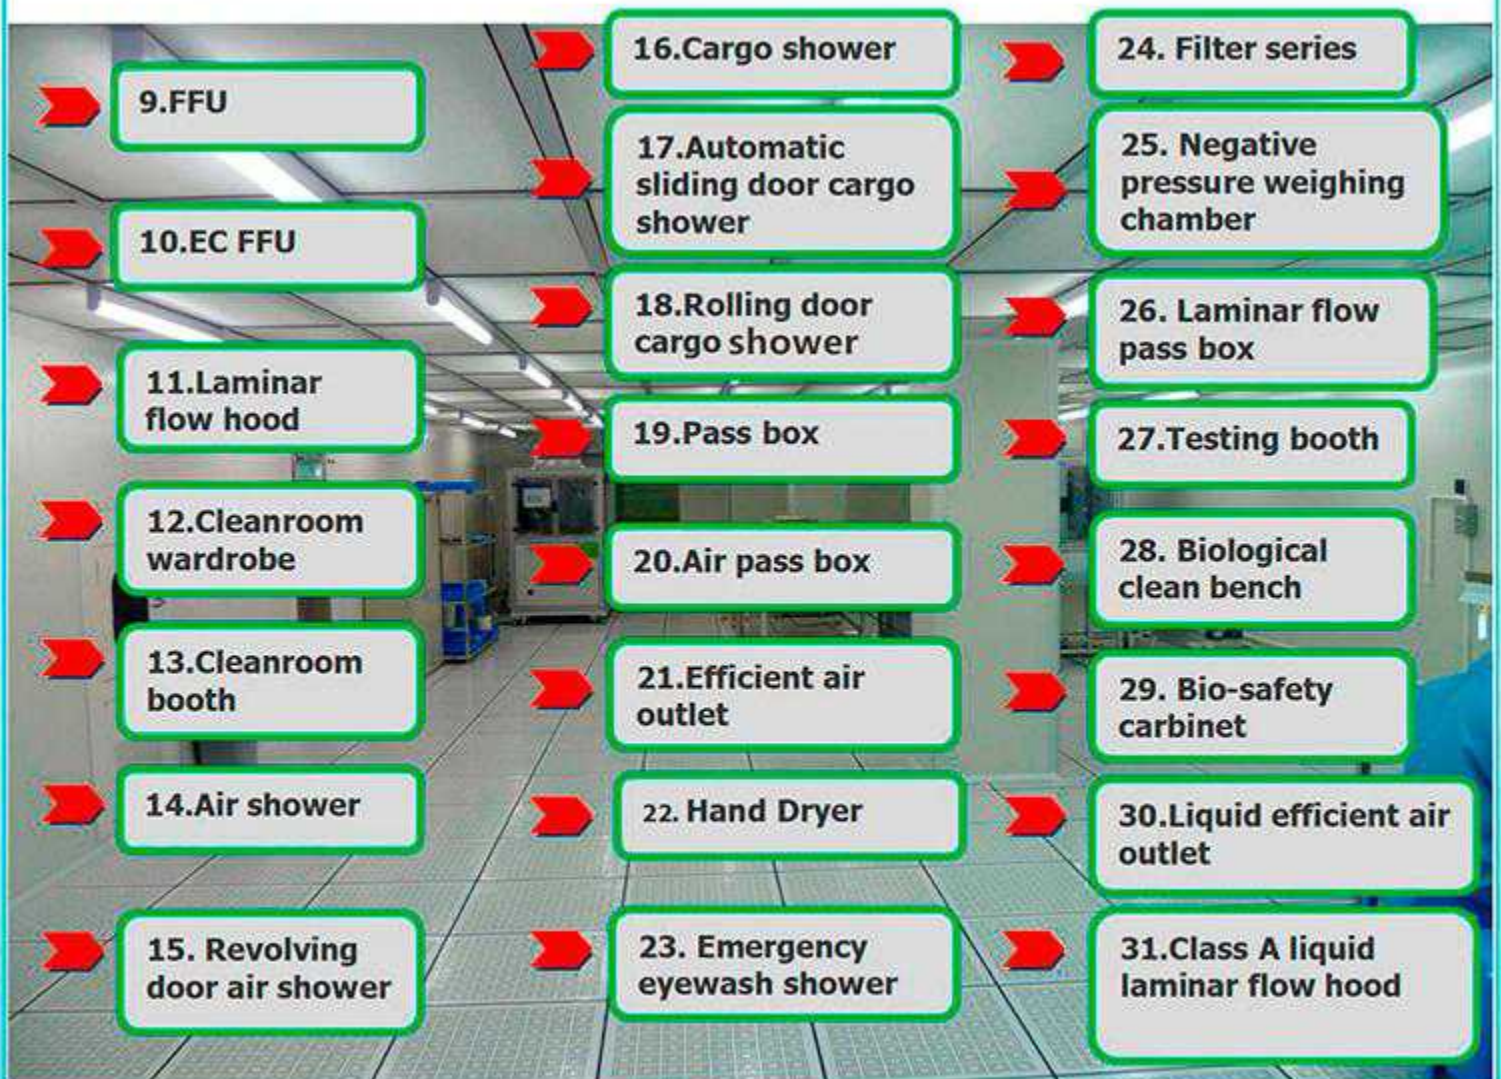 9.FFU
10.EC FFU
11.Laminar
flow hood
12.Cleanroom
wardrobe
13.Cleanroom
booth
14.Air shower
15. Revolving
door air shower
16.Cargo shower
17.Automatic
sliding door cargo
shower
18.Rolling door
cargo shower
19.Pass box
20.Air pass box
21.Efficient air
outlet
22. Hand Dryer
23. Emergency
eyewash shower
24. Filter series
25. Negative
pressure weighing
chamber
26. Laminar flow
pass box
27.Testing booth
28. Biological
clean bench
29. Bio-safety
carbinet
30.Liquid efficient air
outlet
31.Class A liquid
laminar flow hood